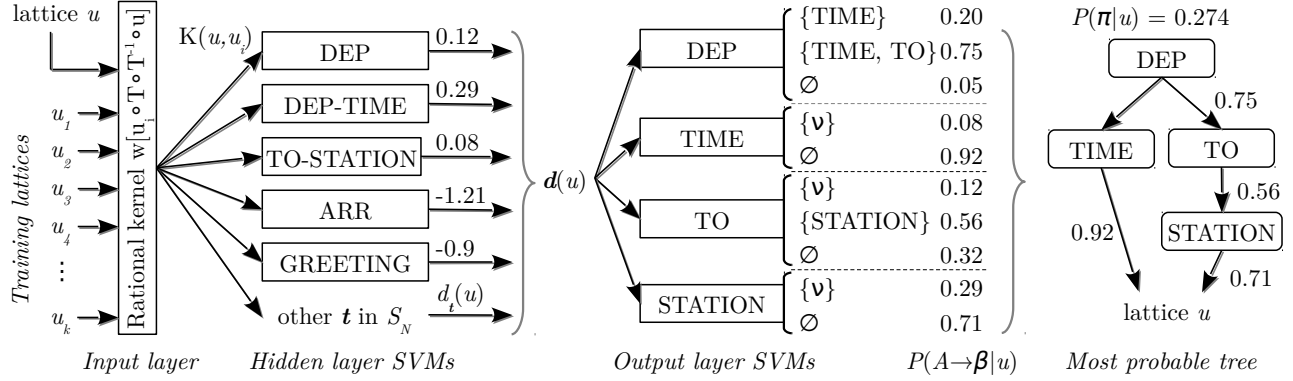 lattice u
Training lattices
u1
u2
u3
u4
⋮
uk
Rational kernel w[ui∘T∘T-1∘u]
Input layer
K(u,ui)
DEP
0.12
DEP-TIME
0.29
TO-STATION
0.08
ARR
-1.21
GREETING
-0.9
other t in SN
dt(u)
Hidden layer SVMs
d(u)
DEP
{TIME} 0.20
{TIME, TO} 0.75
∅ 0.05
TIME
{ν} 0.08
∅ 0.92
TO
{ν} 0.12
{STATION} 0.56
∅ 0.32
STATION
{ν} 0.29
∅ 0.71
Output layer SVMs
P(A→β|u)
P(π|u) = 0.274
DEP
0.75
TIME
TO
0.56
0.92
STATION
0.71
lattice u
Most probable tree